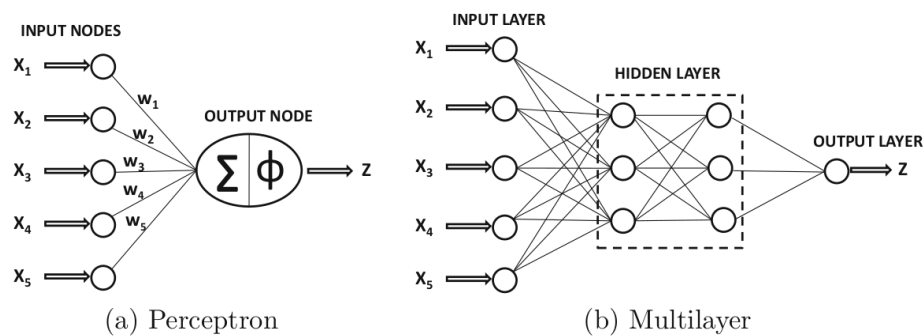 INPUT NODES
X1
X2
X3
X4
X5
w1
w2
w3
w4
w5
OUTPUT NODE
Σ ϕ
Z
(a) Perceptron
INPUT LAYER
X1
X2
X3
X4
X5
HIDDEN LAYER
OUTPUT LAYER
Z
(b) Multilayer